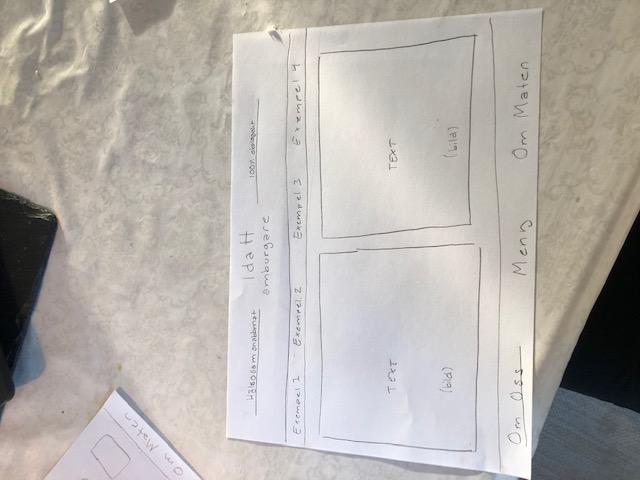 Om Maten
Hälsosam snabbmat Ida H 100% ekologiskt
amburgare
Exempel 1 Exempel 2 Exempel 3 Exempel 4
TEXT TEXT
(bild) (bild)
Om Oss Meny Om Maten